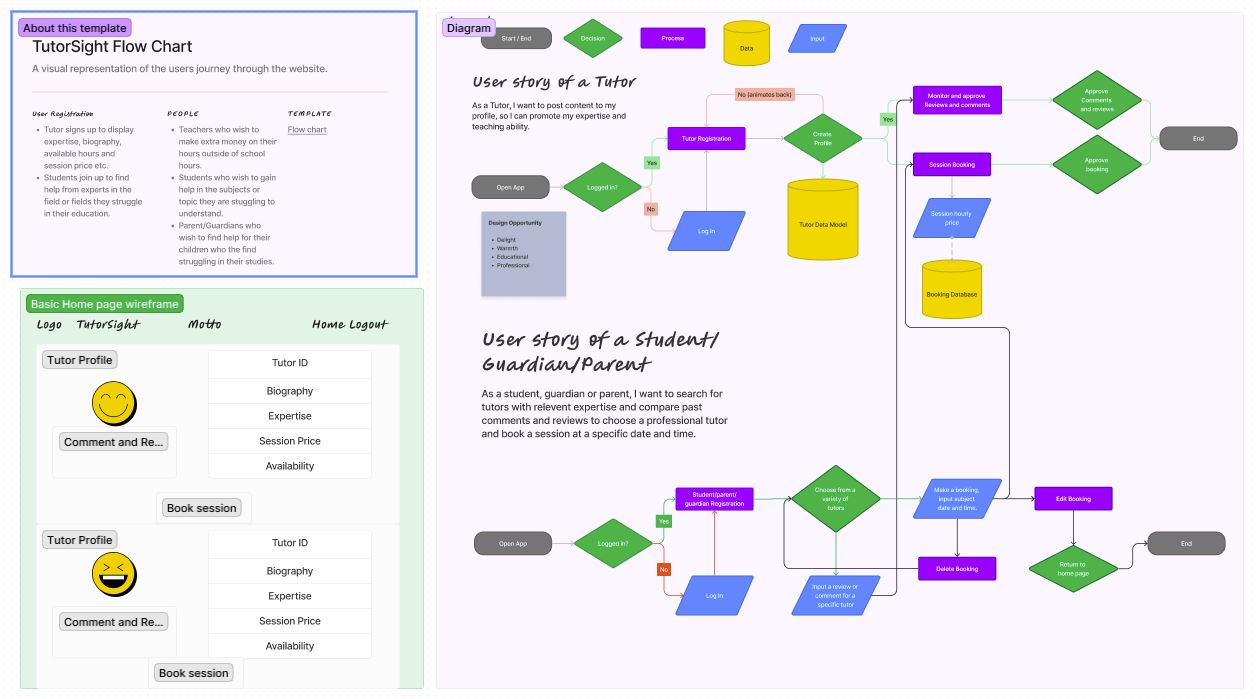 About this template
TutorSight Flow Chart
A visual representation of the users journey through the website.
User Registration
Tutor signs up to display
expertise, biography,
available hours and
session price etc.
Students join up to find
help from experts in the
field or fields they struggle
in their education.
PEOPLE
Teachers who wish to
make extra money on their
hours outside of school
hours.
Students who wish to gain
help in the subjects or
topic they are stuggling to
understand.
Parent/Guardians who
wish to find help for their
children who the find
struggling in their studies.
TEMPLATE
Flow chart
Basic Home page wireframe
Logo TutorSight Motto Home Logout
Tutor Profile
Comment and Re...
Tutor ID
Biography
Expertise
Session Price
Availability
Book session
Tutor Profile
Comment and Re...
Tutor ID
Biography
Expertise
Session Price
Availability
Book session
Diagram
Start / End
Decision
Process
Data
Input
User story of a Tutor
As a Tutor, I want to post content to my
profile, so I can promote my expertise and
teaching ability.
Open App
Logged in?
Yes
No
Tutor Registration
Log In
No (animates back)
Create
Profile
Tutor Data Model
Yes
Monitor and approve
Reviews and comments
Approve
Comments
and reviews
Session Booking
Approve
booking
End
Session hourly
price
Booking Database
Design Opportunity
Delight
Warmth
Educational
Professional
User story of a Student/
Guardian/Parent
As a student, guardian or parent, I want to search for
tutors with relevent expertise and compare past
comments and reviews to choose a professional tutor
and book a session at a specific date and time.
Open App
Logged in?
Yes
No
Student/parent/
guardian Registration
Log In
Choose from a
variety of
tutors
Input a review or
comment for a
specific tutor
Make a booking,
input subject
date and time.
Delete Booking
Edit Booking
Return to
home page
End